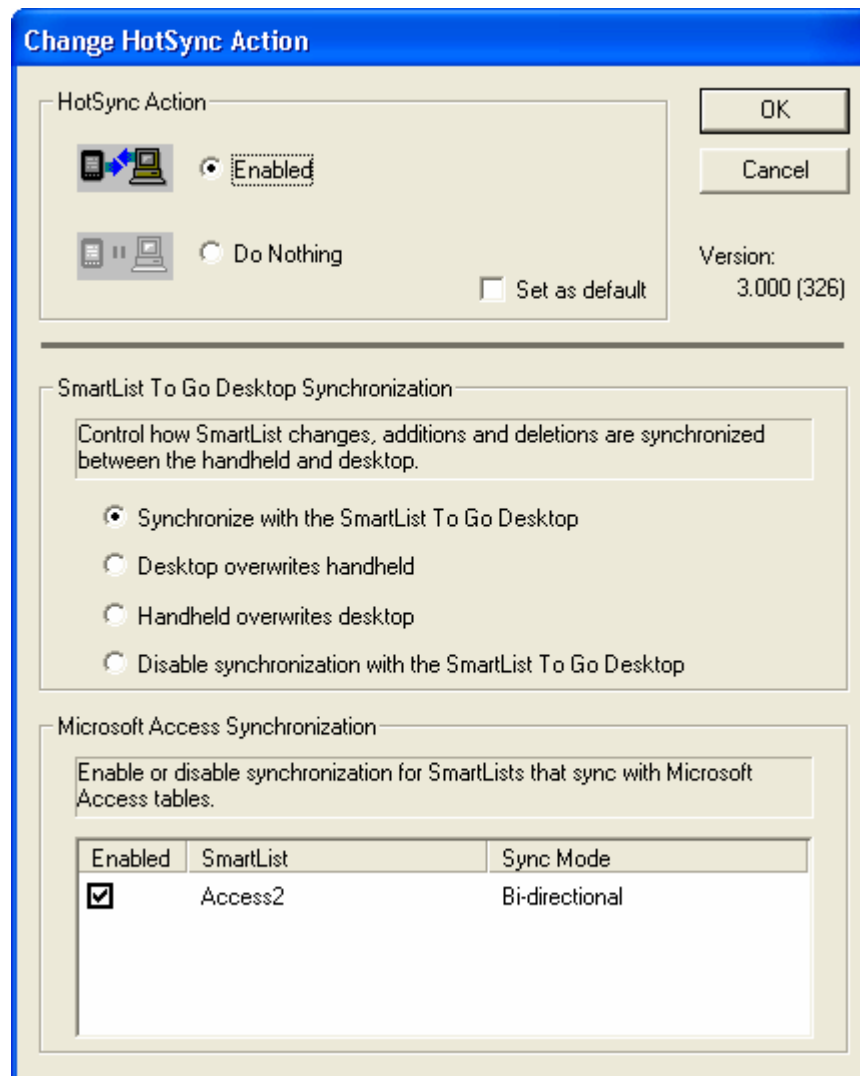 Change HotSync Action
HotSync Action
Enabled
Do Nothing
Set as default
OK
Cancel
Version:
3.000 (326)
SmartList To Go Desktop Synchronization
Control how SmartList changes, additions and deletions are synchronized
between the handheld and desktop.
Synchronize with the SmartList To Go Desktop
Desktop overwrites handheld
Handheld overwrites desktop
Disable synchronization with the SmartList To Go Desktop
Microsoft Access Synchronization
Enable or disable synchronization for SmartLists that sync with Microsoft
Access tables.
Enabled SmartList Sync Mode
Access2 Bi-directional